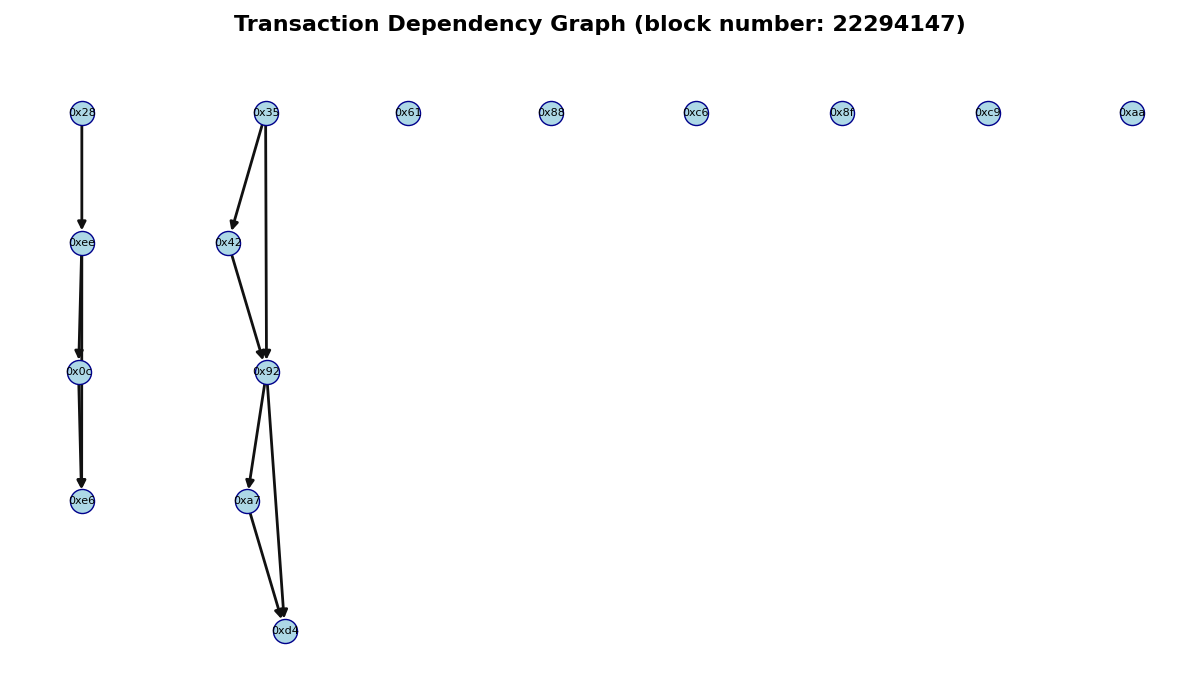 Transaction Dependency Graph (block number: 22294147)
0x28 0x35 0x61 0x88 0xc6 0x8f 0xc9 0xaa
0xee 0x42
0x0c 0x92
0xe6 0xa7
0xd4